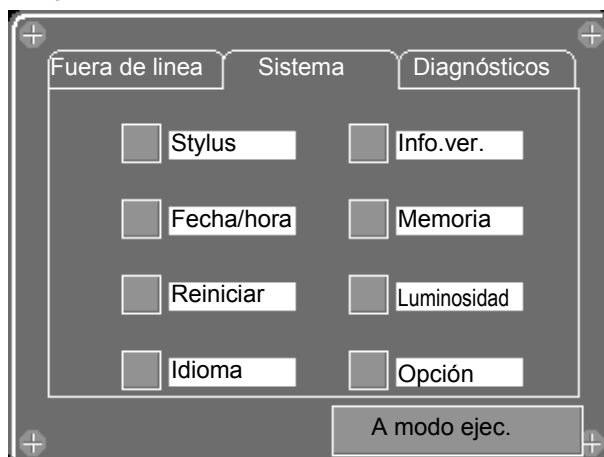 Fuera de linea Sistema Diagnósticos
Stylus Info.ver.
Fecha/hora Memoria
Reiniciar Luminosidad
Idioma Opción
A modo ejec.